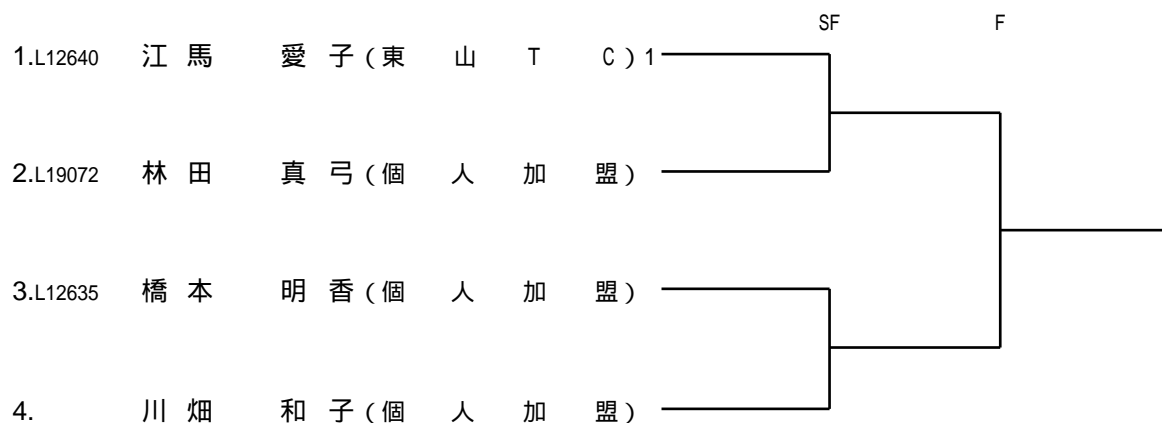 SF F
1.L12640 江馬 愛子(東山TC)1
2.L19072 林田 真弓(個人加盟)
3.L12635 橋本 明香(個人加盟)
4. 川畑 和子(個人加盟)